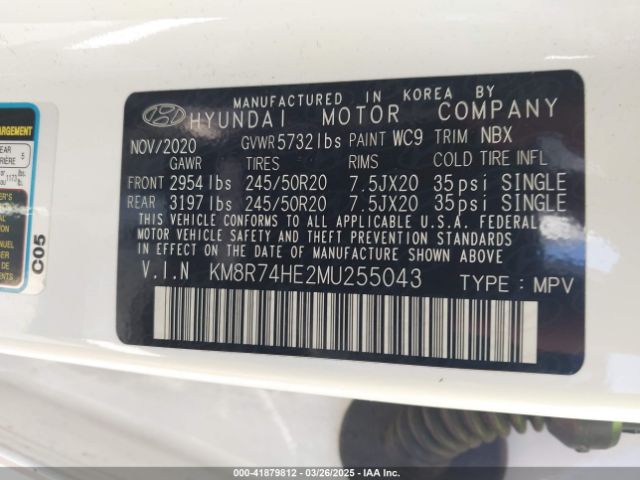 MANUFACTURED IN KOREA BY
HYUNDAI MOTOR COMPANY
NOV/2020 GVWR 5732 lbs PAINT WC9 TRIM NBX
GAWR TIRES RIMS COLD TIRE INFL
FRONT 2954 lbs 245/50R20 7.5JX20 35 psi SINGLE
REAR 3197 lbs 245/50R20 7.5JX20 35 psi SINGLE
THIS VEHICLE CONFORMS TO ALL APPLICABLE U.S.A. FEDERAL
MOTOR VEHICLE SAFETY AND THEFT PREVENTION STANDARDS
IN EFFECT ON THE DATE OF MANUFACTURE SHOWN ABOVE
V.I.N KM8R74HE2MU255043 TYPE : MPV
C05
000-41879812 - 03/26/2025 - IAA Inc.